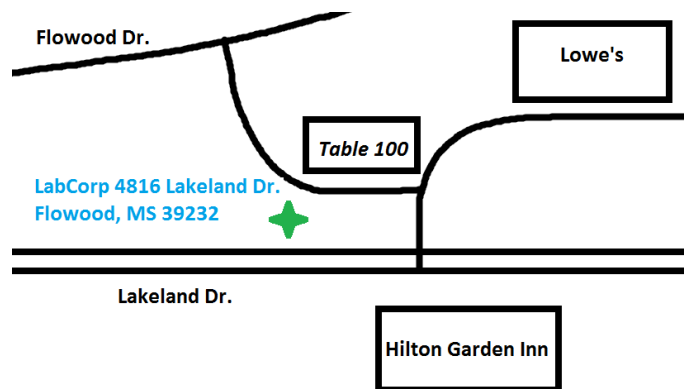 Flowood Dr.
Lowe's
Table 100
LabCorp 4816 Lakeland Dr.
Flowood, MS 39232
Lakeland Dr.
Hilton Garden Inn